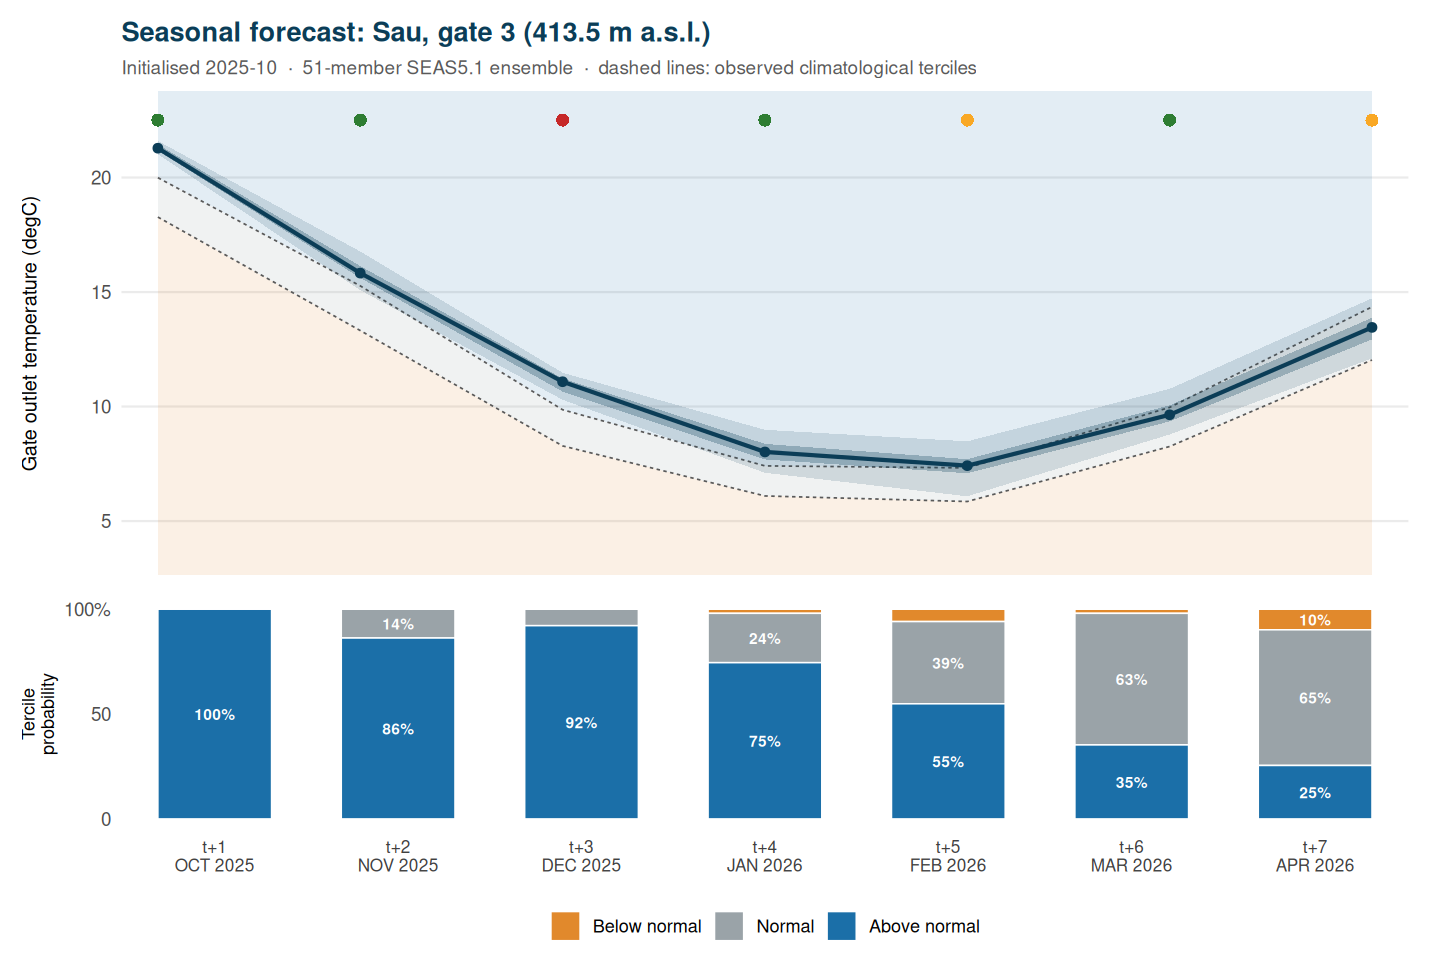 Seasonal forecast: Sau, gate 3 (413.5 m a.s.l.)
Initialised 2025-10 · 51-member SEAS5.1 ensemble · dashed lines: observed climatological terciles
Gate outlet temperature (degC)
20
15
10
5
Tercile
probability
100%
50
0
100%
14%
86%
92%
24%
75%
39%
55%
63%
35%
10%
65%
25%
t+1
OCT 2025
t+2
NOV 2025
t+3
DEC 2025
t+4
JAN 2026
t+5
FEB 2026
t+6
MAR 2026
t+7
APR 2026
Below normal
Normal
Above normal